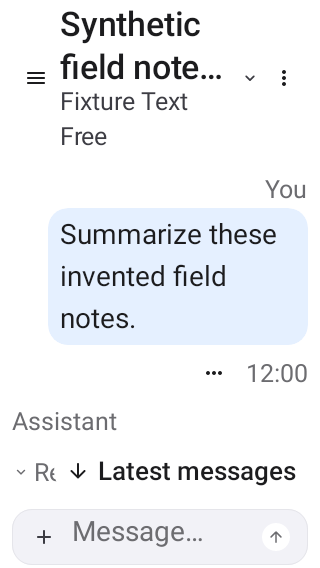 Synthetic
field note…
Fixture Text
Free
You
Summarize these
invented field
notes.
12:00
Assistant
Latest messages
Message…